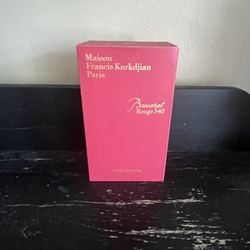 Maison
Francis Kurkdjian
Paris
Baccarat
Rouge 540